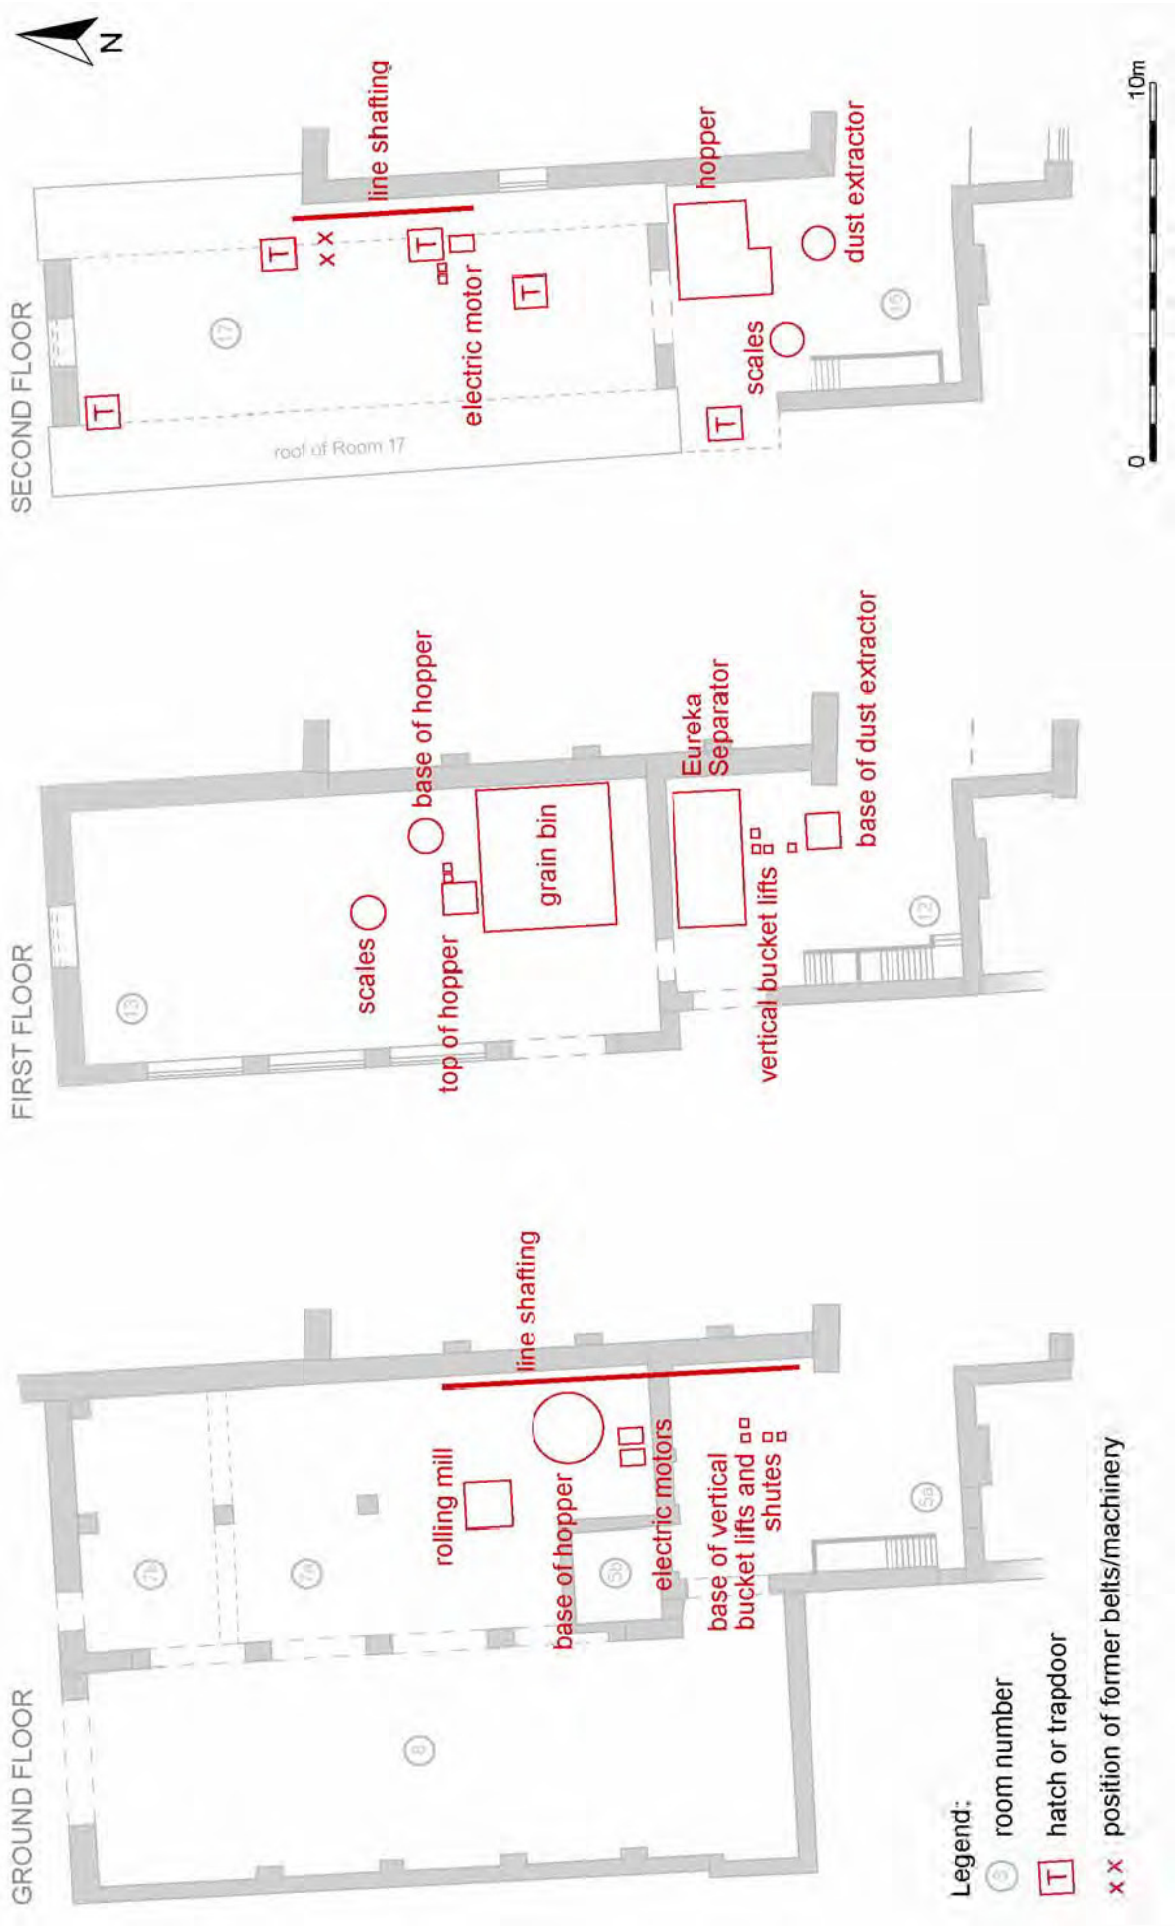 GROUND FLOOR
7b
7a
rolling mill
line shafting
base of hopper
electric motors
5b
8
base of vertical
bucket lifts and
shutes
5a
FIRST FLOOR
13
scales
top of hopper
base of hopper
grain bin
Eureka
Separator
vertical bucket lifts
base of dust extractor
12
SECOND FLOOR
N
T
17
T
x x
line shafting
T
electric motor
T
roof of Room 17
hopper
T
scales
dust extractor
Legend:
room number
T
hatch or trapdoor
x x
position of former belts/machinery
0
10m